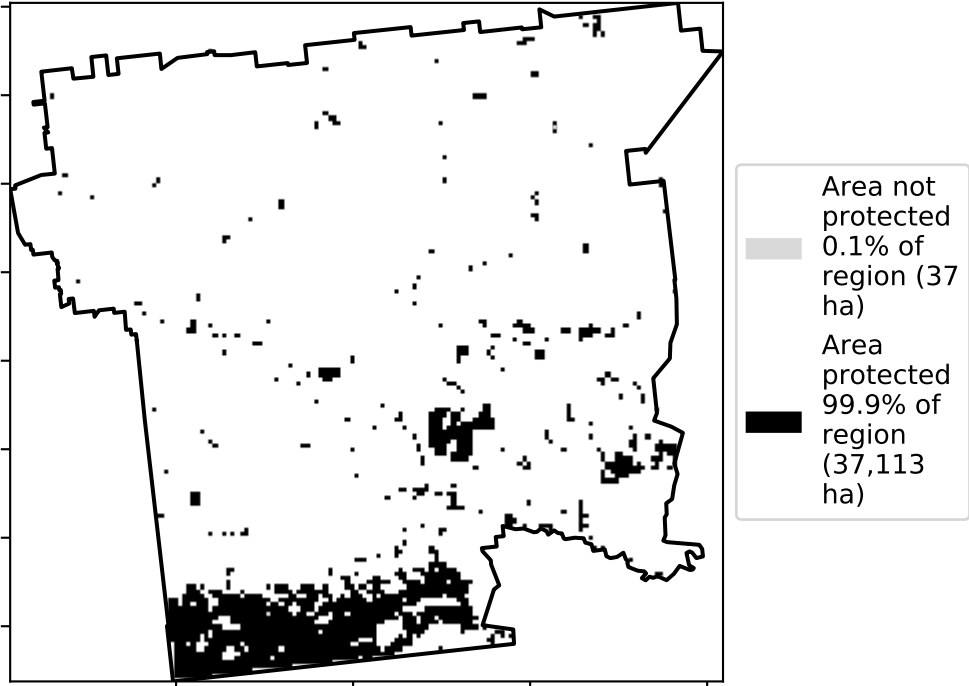 Area not
protected
0.1% of
region (37
ha)
Area
protected
99.9% of
region
(37,113
ha)